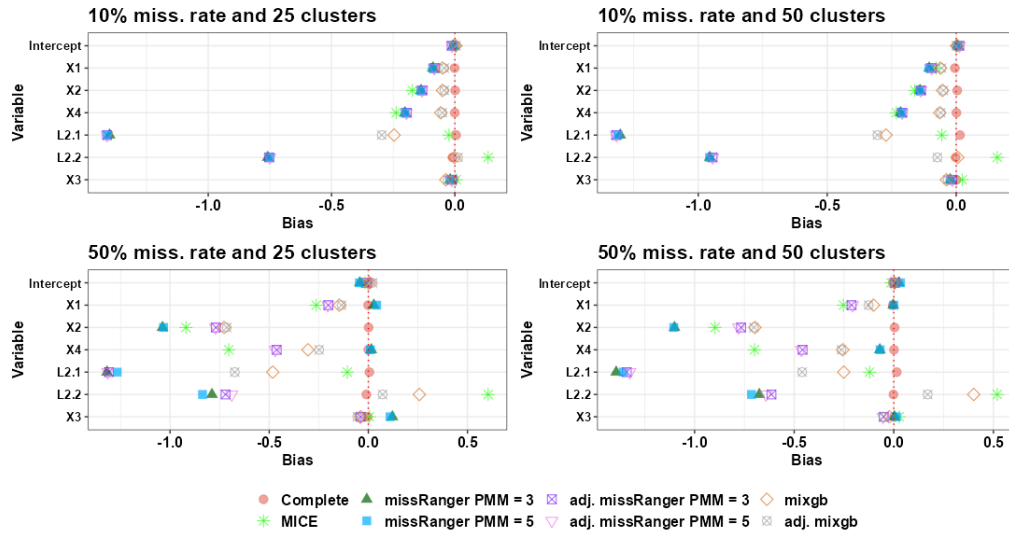 10% miss. rate and 25 clusters
Variable
Intercept
X1
X2
X4
L2.1
L2.2
X3
-1.0
-0.5
0.0
Bias
10% miss. rate and 50 clusters
Variable
Intercept
X1
X2
X4
L2.1
L2.2
X3
-1.0
-0.5
0.0
Bias
50% miss. rate and 25 clusters
Variable
Intercept
X1
X2
X4
L2.1
L2.2
X3
-1.0
-0.5
0.0
0.5
Bias
50% miss. rate and 50 clusters
Variable
Intercept
X1
X2
X4
L2.1
L2.2
X3
-1.0
-0.5
0.0
0.5
Bias
Complete
missRanger PMM = 3
adj. missRanger PMM = 3
mixgb
MICE
missRanger PMM = 5
adj. missRanger PMM = 5
adj. mixgb